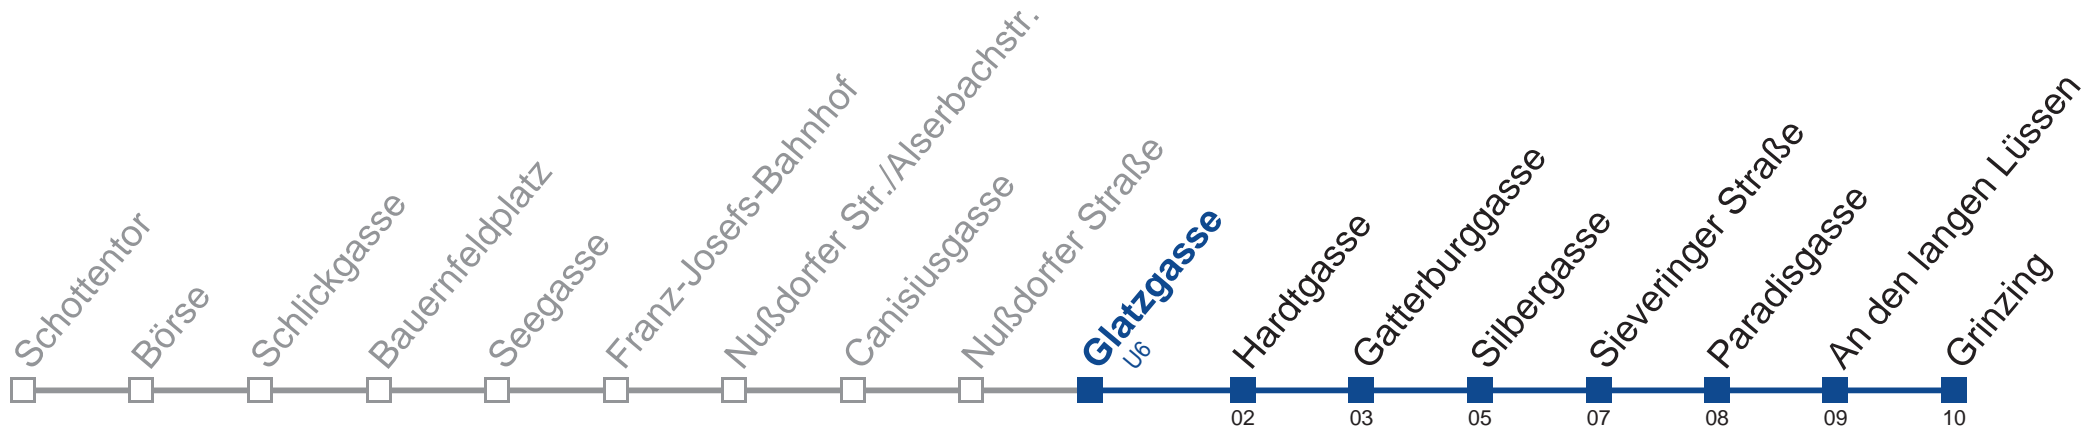 Schottentor
Börse
Schlickgasse
Bauernfeldplatz
Seegasse
Franz-Josefs-Bahnhof
Nußdorfer Str./Alserbachstr.
Canisiusgasse
Nußdorfer Straße
Glatzgasse
U6
Hardtgasse
Gatterburggasse
Silbergasse
Sieveringer Straße
Paradisgasse
An den langen Lüssen
Grinzing
02 03 05 07 08 09 10